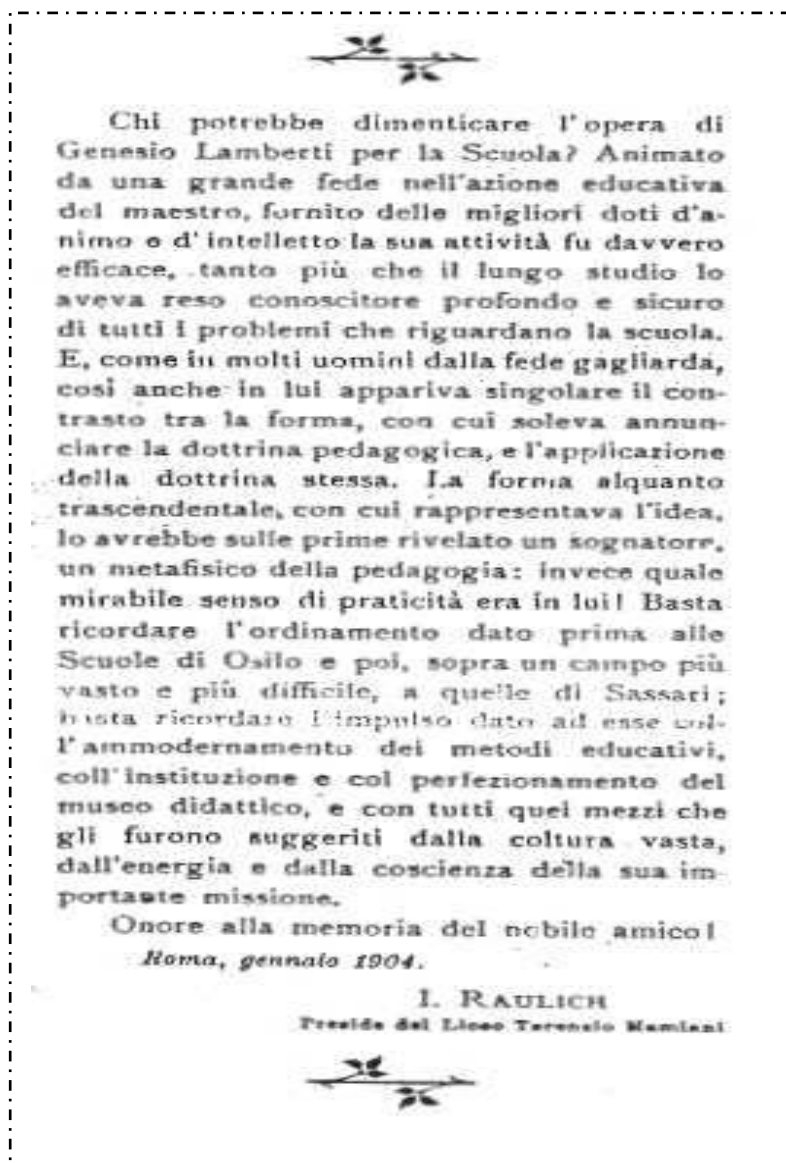 Chi potrebbe dimenticare l'opera di
Genesio Lamberti per la Scuola? Animato
da una grande fede nell'azione educativa
del maestro, fornito delle migliori doti d'a-
nimo e d'intelletto la sua attività fu davvero
efficace, tanto più che il lungo studio lo
aveva reso conoscitore profondo e sicuro
di tutti i problemi che riguardano la scuola.
E, come in molti uomini dalla fede gagliarda,
così anche in lui appariva singolare il con-
trasto tra la forma, con cui soleva annun-
ciare la dottrina pedagogica, e l'applicazione
della dottrina stessa. La forma alquanto
trascendentale, con cui rappresentava l'idea,
lo avrebbe sulle prime rivelato un sognatore,
un metafisico della pedagogia: invece quale
mirabile senso di praticità era in lui! Basta
ricordare l'ordinamento dato prima alle
Scuole di Osilo e poi, sopra un campo più
vasto e più difficile, a quelle di Sassari;
basta ricordare l'impulso dato ad esse col-
l'ammodernamento dei metodi educativi,
coll'instituzione e col perfezionamento del
museo didattico, e con tutti quei mezzi che
gli furono suggeriti dalla coltura vasta,
dall'energia e dalla coscienza della sua im-
portante missione.
Onore alla memoria del nobile amico!
Roma, gennaio 1904.
I. RAULICH
Preside del Liceo Terenzio Mamiani